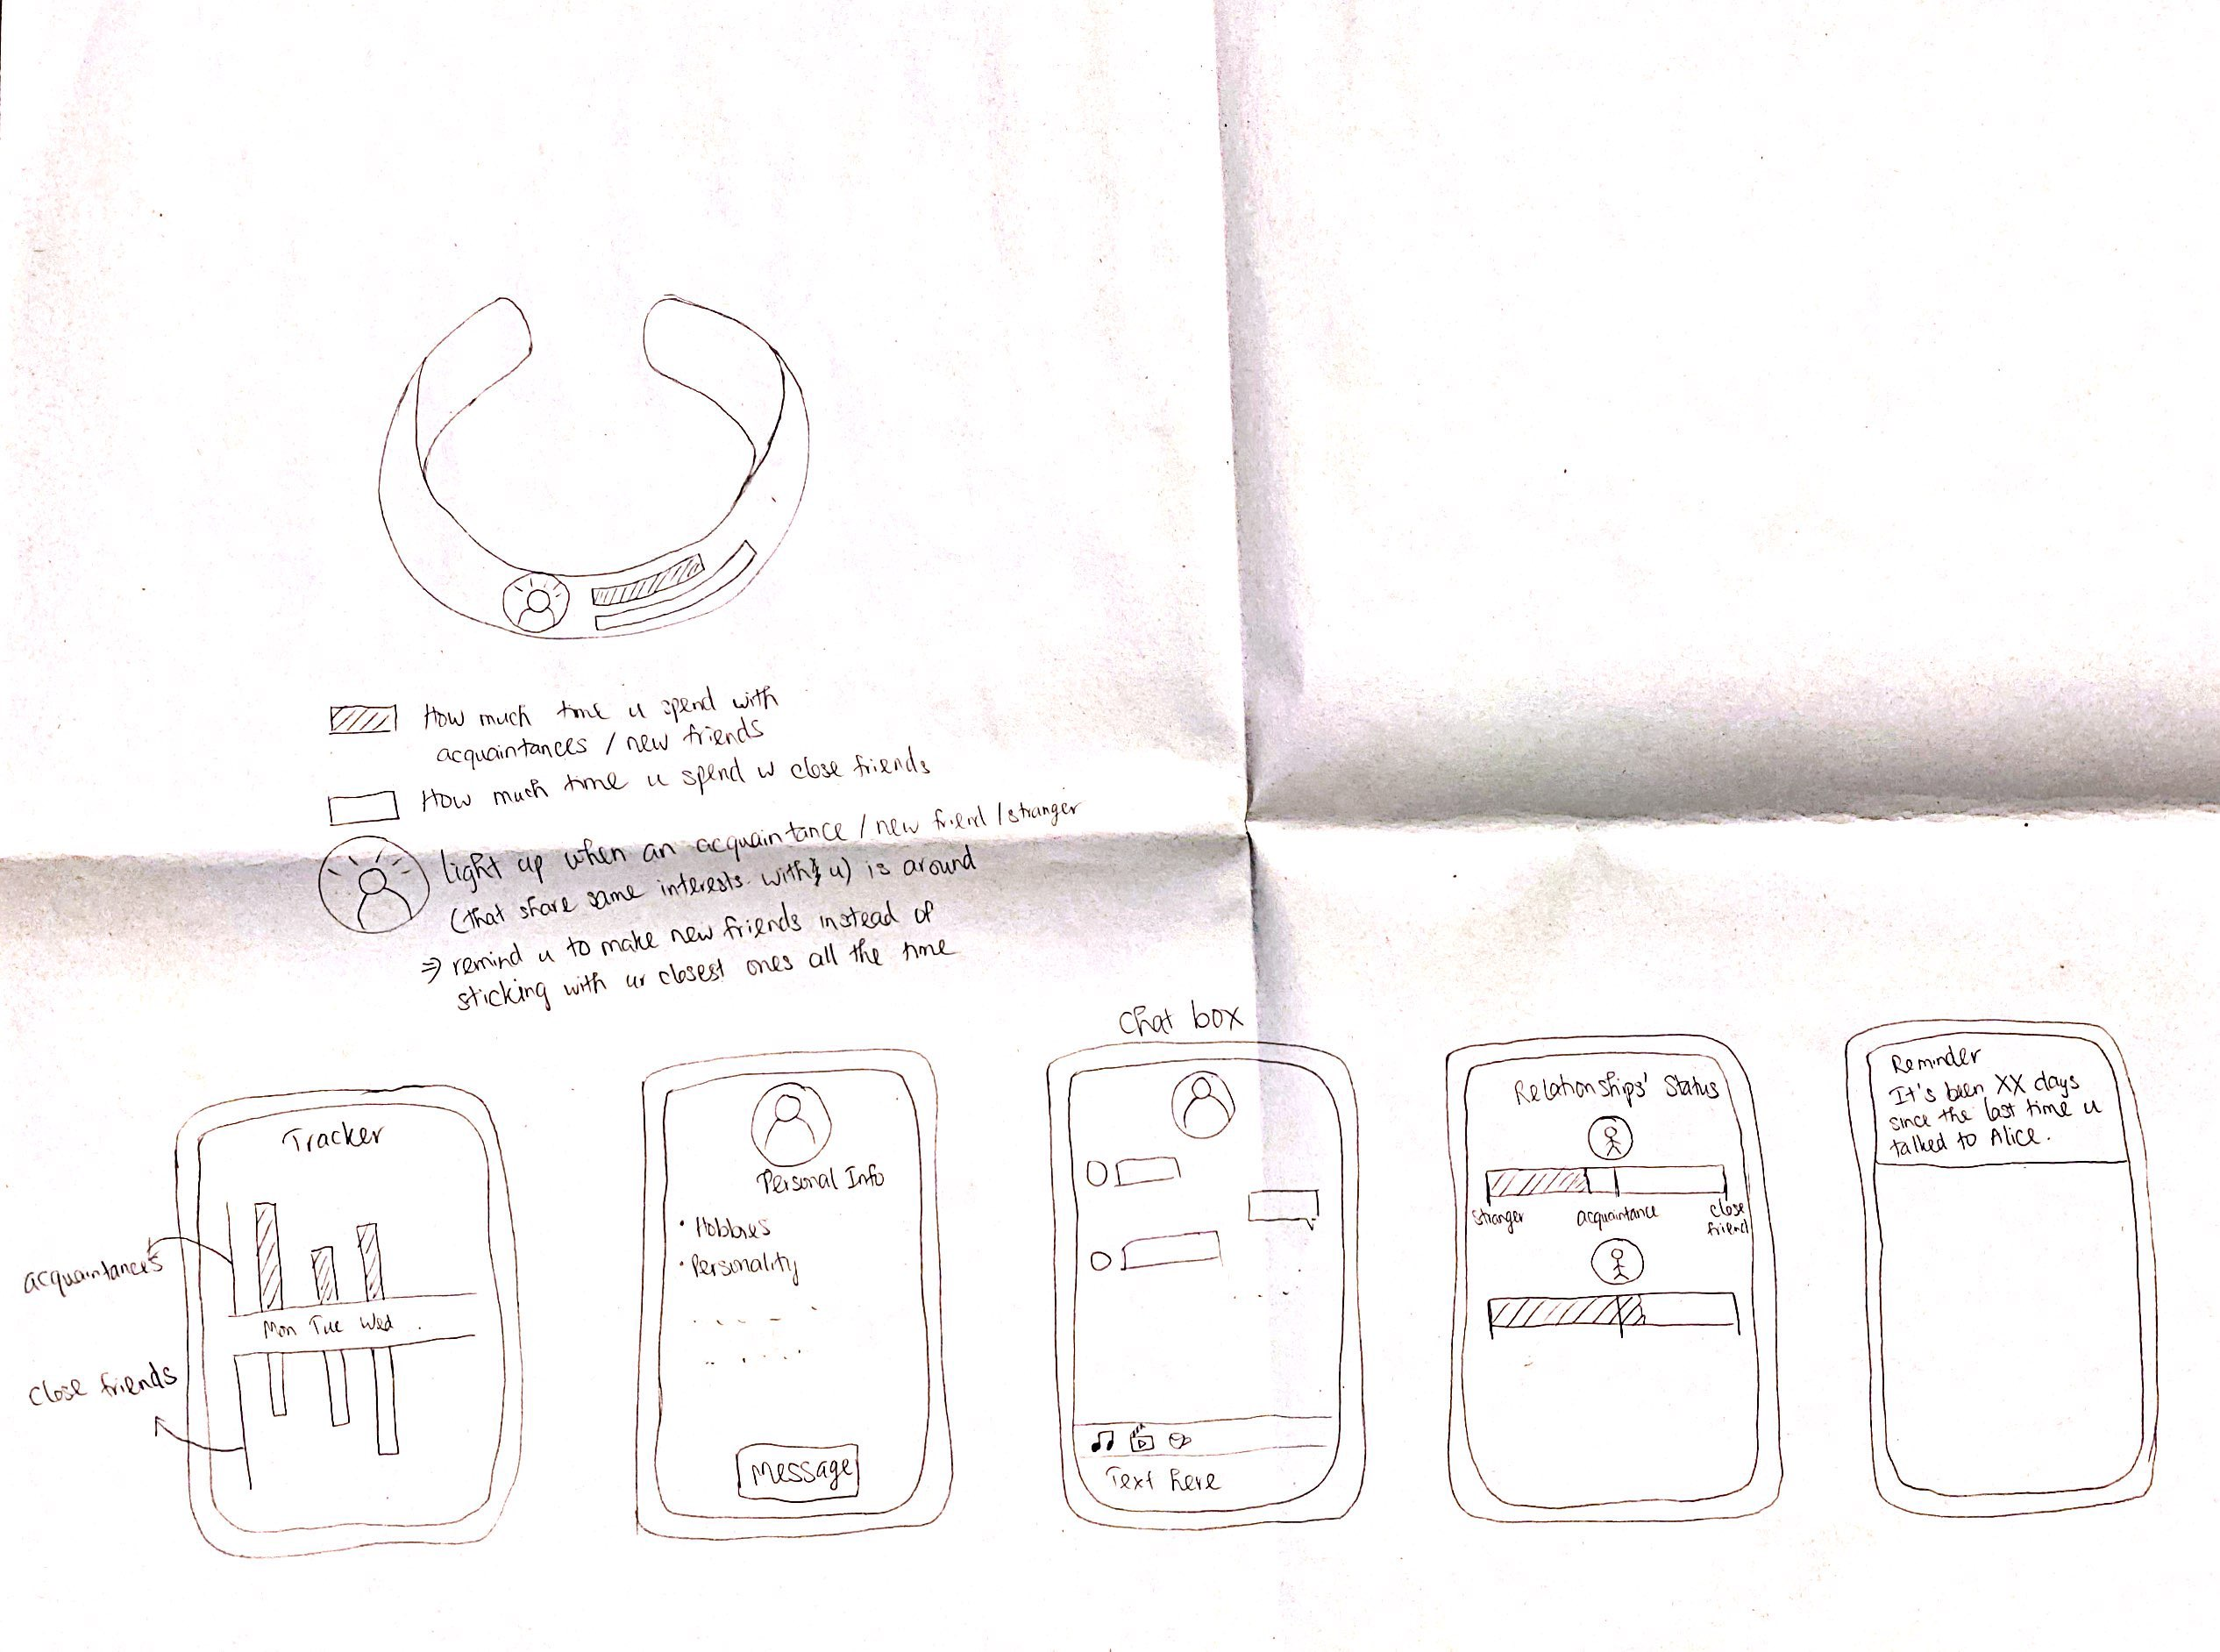 How much time u spend with
acquaintances / new friends
How much time u spend w close friends
light up when an acquaintance / new friend / stranger
(that share same interests with u) is around
⇒ remind u to make new friends instead of
sticking with ur closest ones all the time
Tracker
acquaintances
Mon Tue Wed .
close friends
Personal Info
• Hobbies
• Personality
Message
Chat box
Text here
Relationships' Status
stranger acquaintance close
friend
Reminder
It's been XX days
since the last time u
talked to Alice.